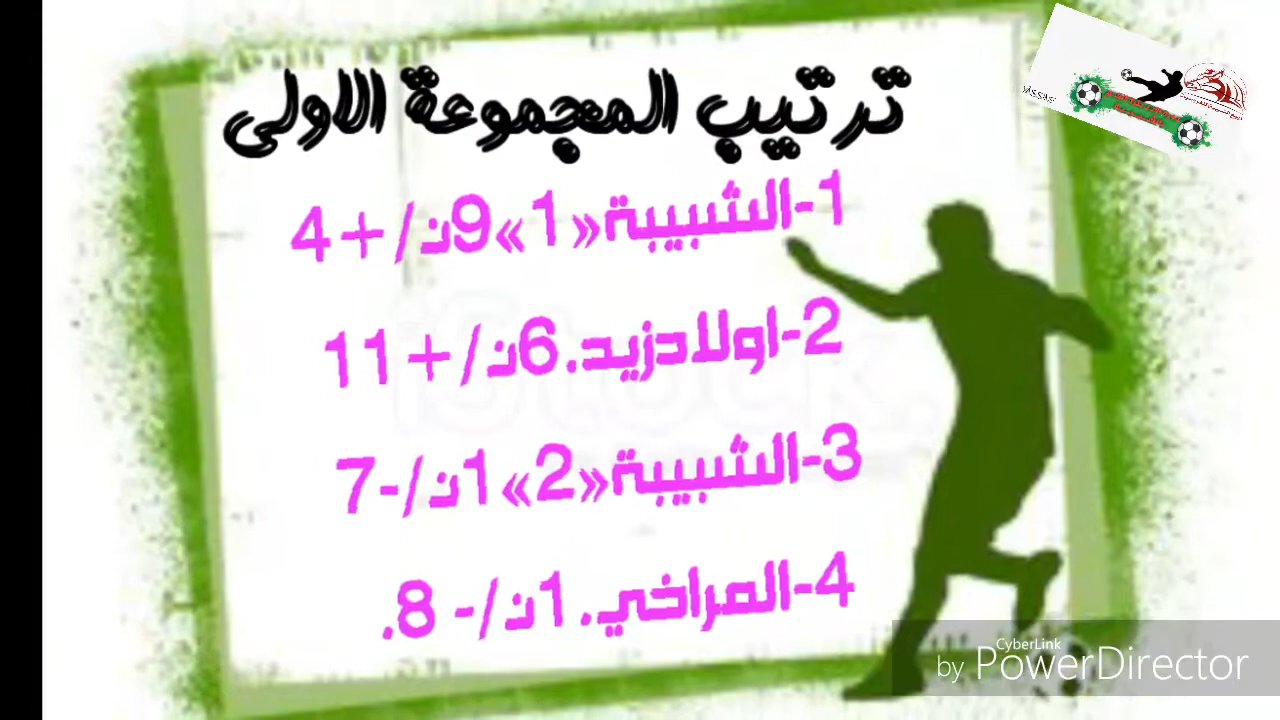 ترتيب المجموعة الاولى
1-الشبيبة«1»9ن/+4
2-اولادزيد.6ن/+11
3-الشبيبة«2»1ن/-7
4-المراخي.1ن/- 8.
iStock.
CyberLink
by PowerDirector